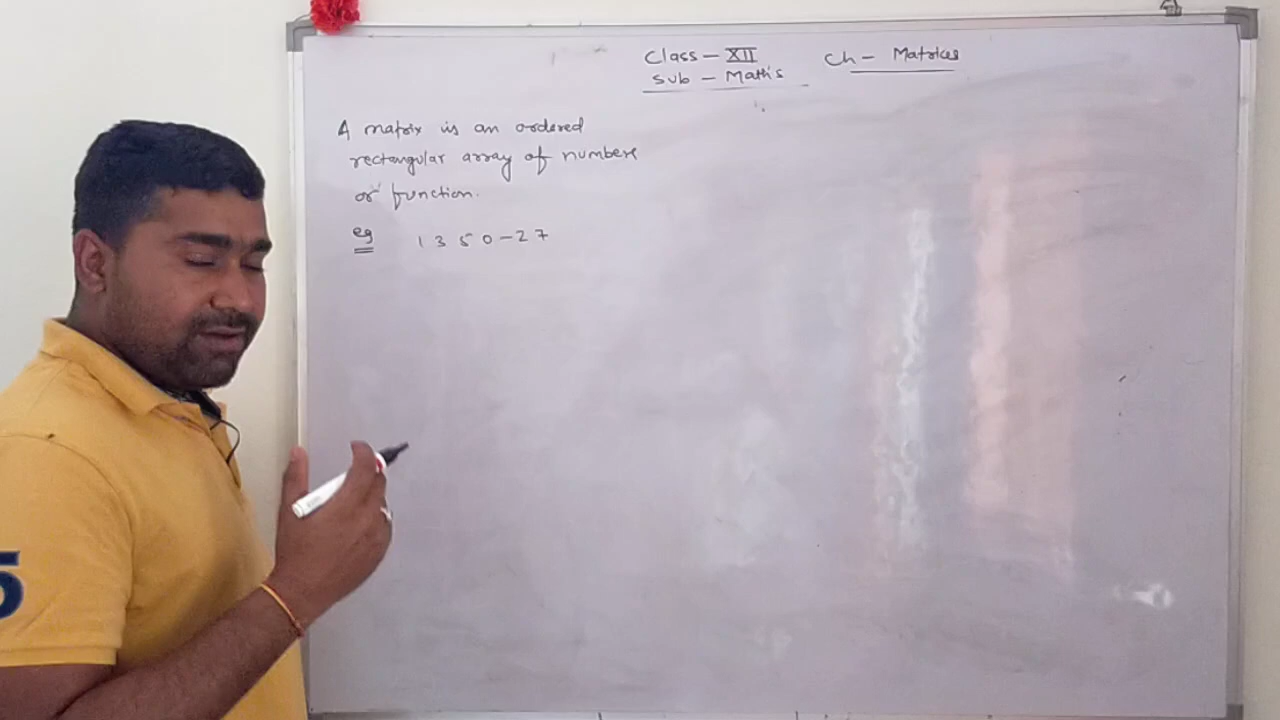 Class - XII Ch - Matrices
Sub - Maths
A matrix is an ordered
rectangular array of numbers
or function.
eg 1 3 5 0 -2 7
5